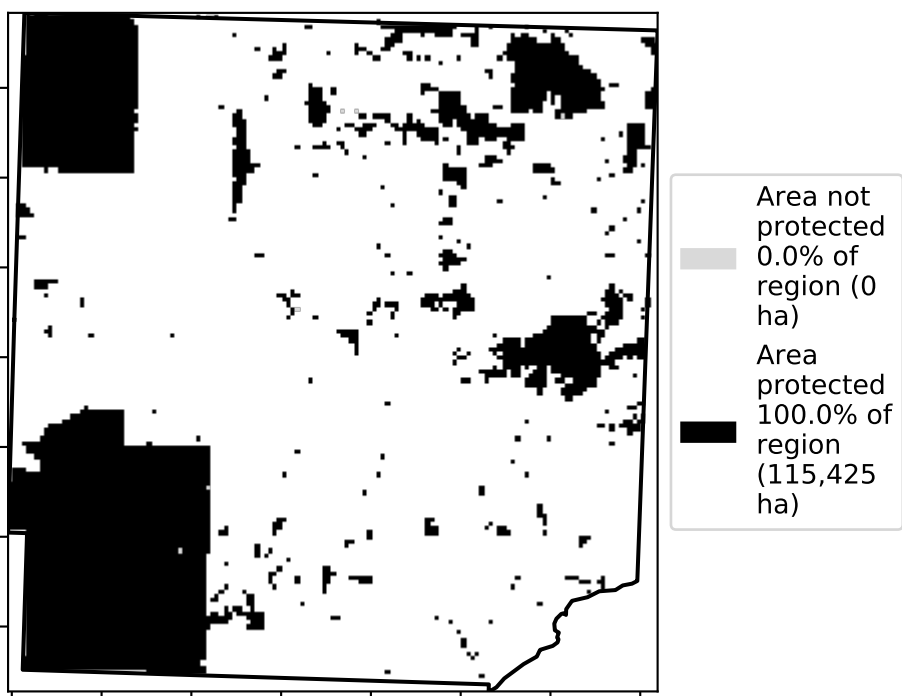 Area not
protected
0.0% of
region (0
ha)
Area
protected
100.0% of
region
(115,425
ha)